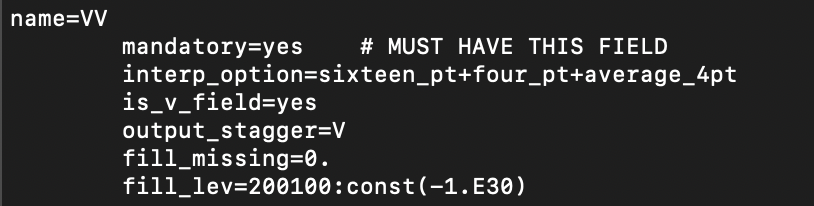 name=VV
mandatory=yes    # MUST HAVE THIS FIELD
interp_option=sixteen_pt+four_pt+average_4pt
is_v_field=yes
output_stagger=V
fill_missing=0.
fill_lev=200100:const(-1.E30)